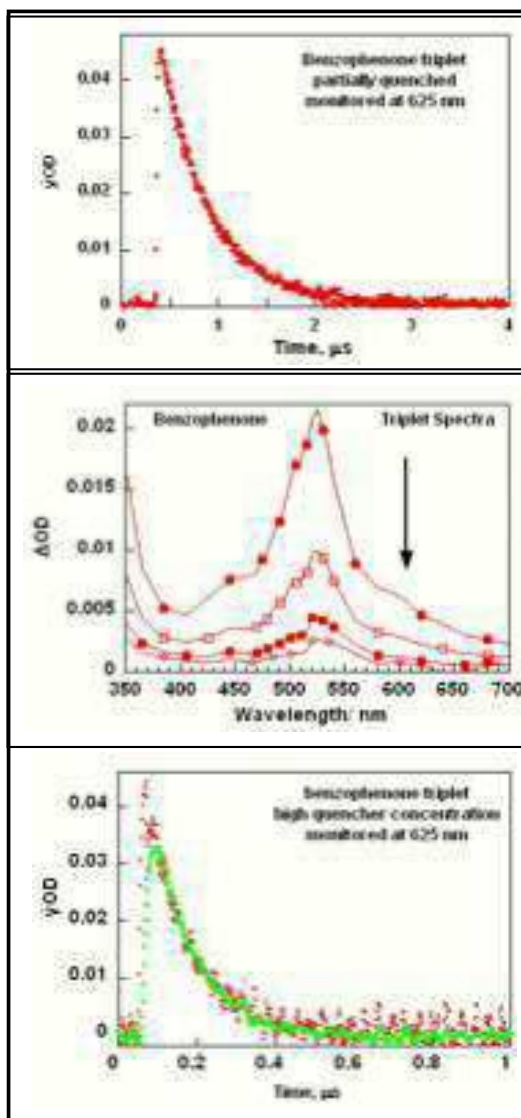 Benzophenone triplet
partially quenched
monitored at 625 nm
0.04
0.03
0.02
0.01
0
ÿOD
0 1 2 3 4
Time, µs
Benzophenone Triplet Spectra
0.02
0.015
0.01
0.005
0
ΔOD
350 400 450 500 550 600 650 700
Wavelength/ nm
benzophenone triplet
high quencher concentration
monitored at 625 nm
0.04
0.03
0.02
0.01
0
ÿOD
0 0.2 0.4 0.6 0.8 1
Time, µs